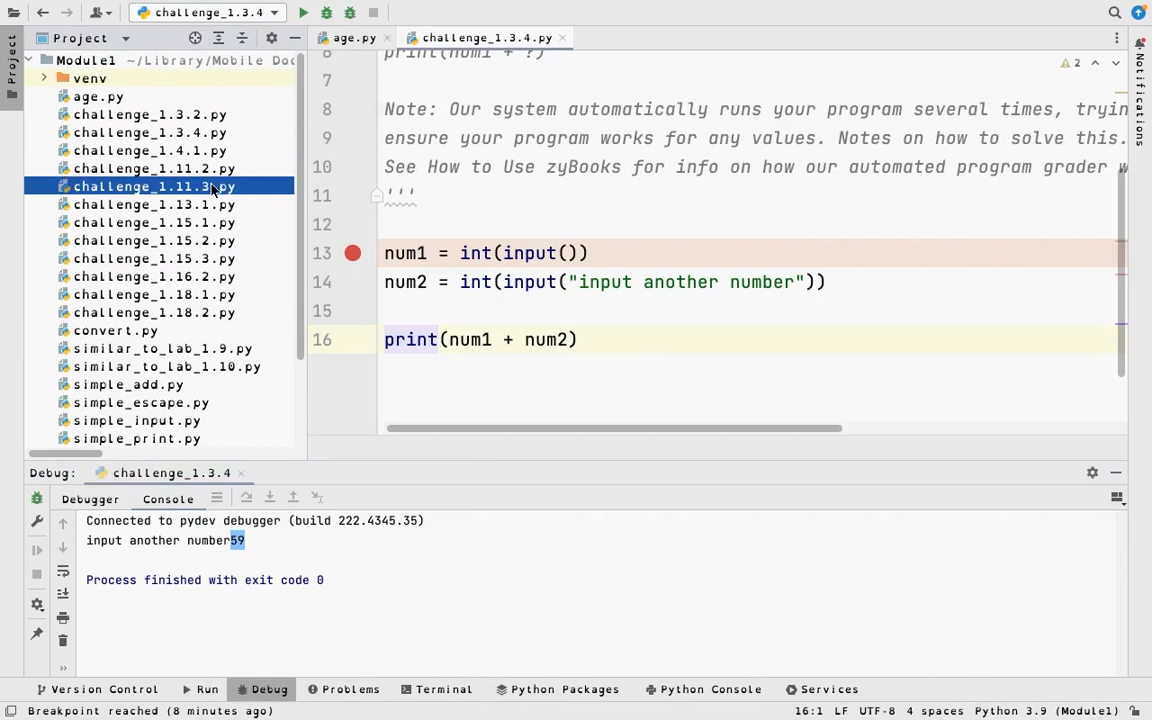 challenge_1.3.4
Project
Module1 ~/Library/Mobile Doc
venv
age.py
challenge_1.3.2.py
challenge_1.3.4.py
challenge_1.4.1.py
challenge_1.11.2.py
challenge_1.11.3.py
challenge_1.13.1.py
challenge_1.15.1.py
challenge_1.15.2.py
challenge_1.15.3.py
challenge_1.16.2.py
challenge_1.18.1.py
challenge_1.18.2.py
convert.py
similar_to_lab_1.9.py
similar_to_lab_1.10.py
simple_add.py
simple_escape.py
simple_input.py
simple_print.py
Project
age.py
challenge_1.3.4.py
2
6 print(num1 + ?)
7
8 Note: Our system automatically runs your program several times, tryin
9 ensure your program works for any values. Notes on how to solve this.
10 See How to Use zyBooks for info on how our automated program grader w
11 '''
12
13 num1 = int(input())
14 num2 = int(input("input another number"))
15
16 print(num1 + num2)
Notifications
Debug: challenge_1.3.4
Debugger Console
Connected to pydev debugger (build 222.4345.35)
input another number59
Process finished with exit code 0
Version Control Run Debug Problems Terminal Python Packages Python Console Services
Breakpoint reached (8 minutes ago) 16:1 LF UTF-8 4 spaces Python 3.9 (Module1)